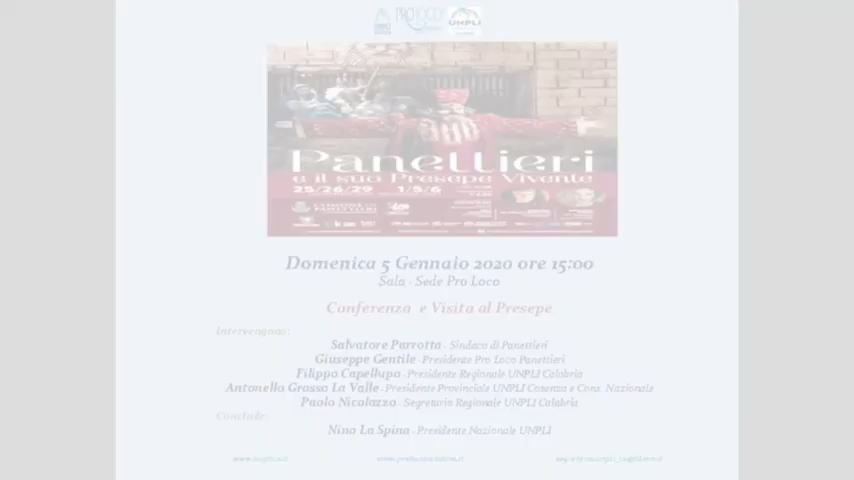 PRO LOCO
UNPLI
Panettieri
e il suo Presepe Vivente
25/26/29 1/5/6
Domenica 5 Gennaio 2020 ore 15:00
Sala - Sede Pro Loco
Conferenza e Visita al Presepe
Intervengono:
Salvatore Parrotta - Sindaco di Panettieri
Giuseppe Gentile - Presidente Pro Loco Panettieri
Filippo Capellupo - Presidente Regionale UNPLI Calabria
Antonello Grosso La Valle - Presidente Provinciale UNPLI Cosenza e Cons. Nazionale
Paolo Nicolazzo - Segretario Regionale UNPLI Calabria
Conclude:
Nino La Spina - Presidente Nazionale UNPLI